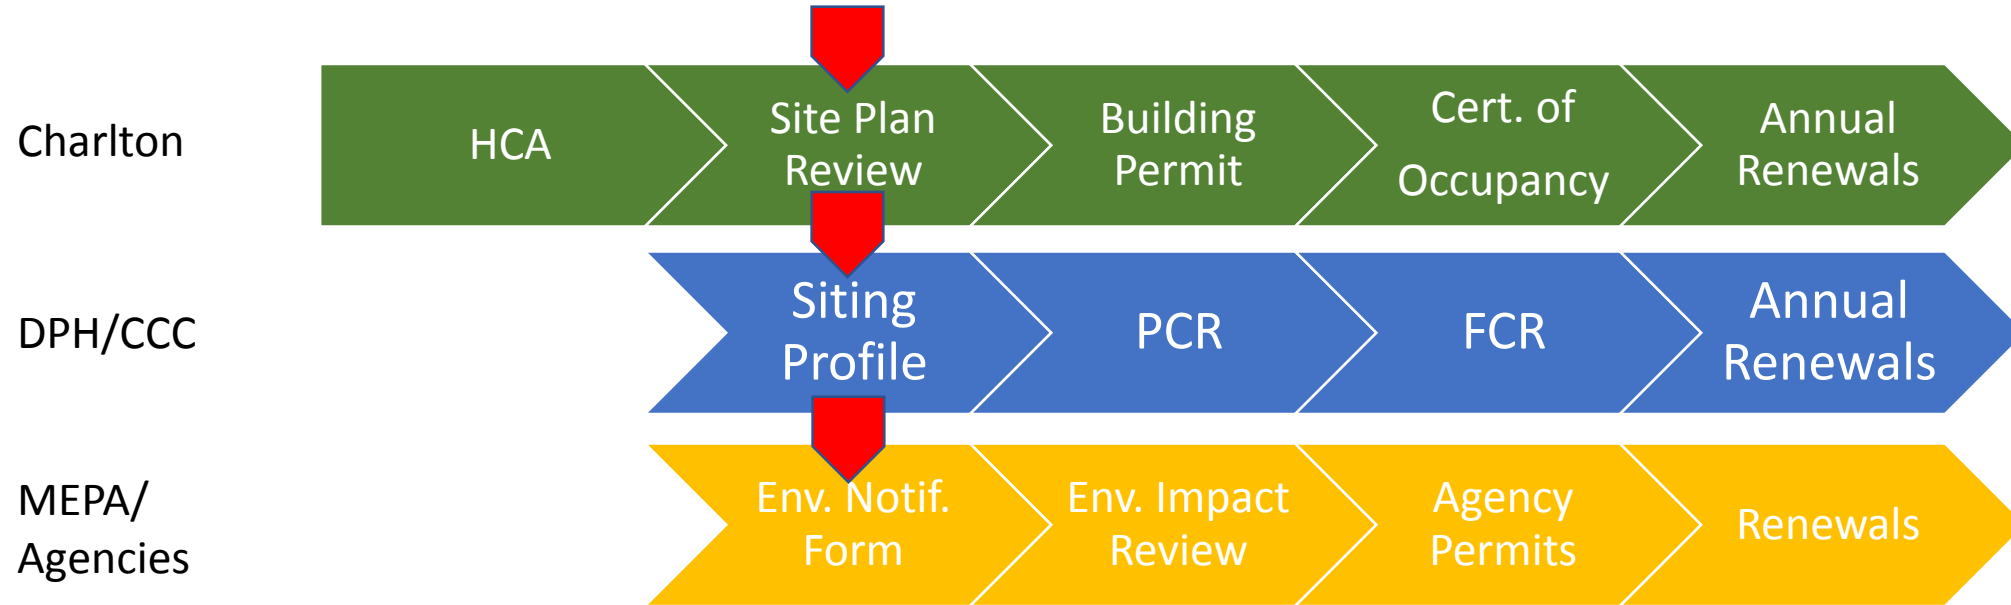 Charlton
HCA
Site Plan
Review
Building
Permit
Cert. of
Occupancy
Annual
Renewals
DPH/CCC
Siting
Profile
PCR
FCR
Annual
Renewals
MEPA/
Agencies
Env. Notif.
Form
Env. Impact
Review
Agency
Permits
Renewals